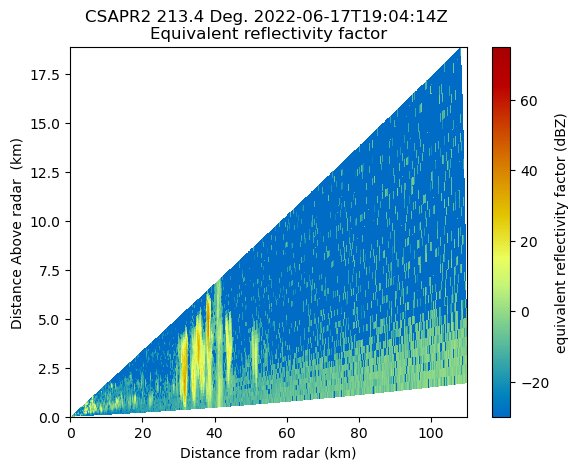 CSAPR2 213.4 Deg. 2022-06-17T19:04:14Z
Equivalent reflectivity factor
17.5
15.0
12.5
10.0
7.5
5.0
2.5
0.0
Distance Above radar  (km)
0 20 40 60 80 100
Distance from radar (km)
60
40
20
0
−20
equivalent reflectivity factor (dBZ)